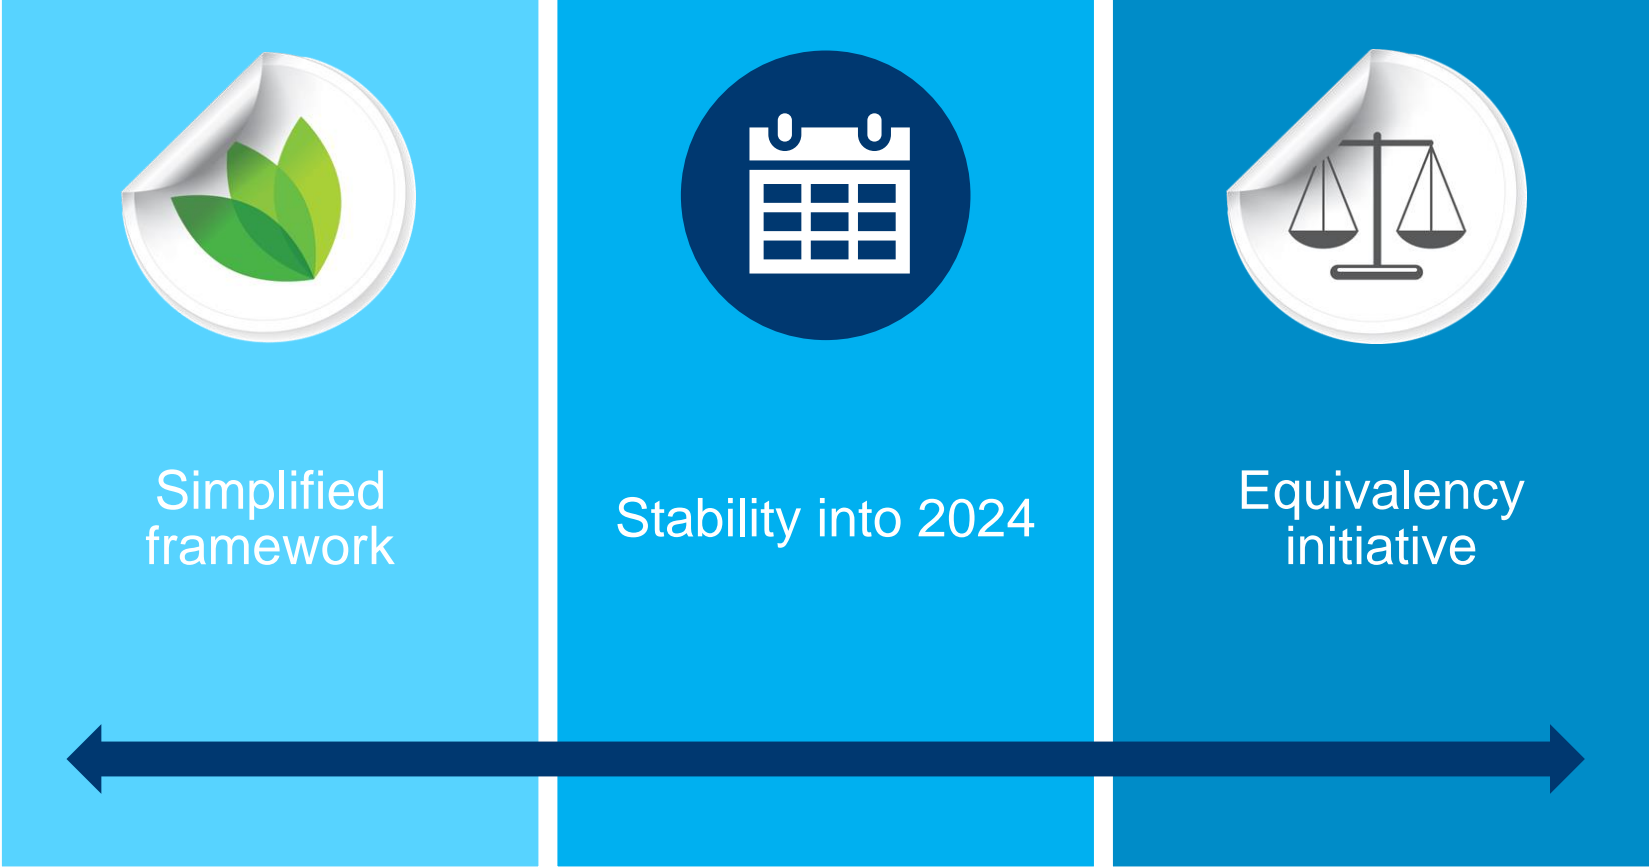 Simplified
framework
Stability into 2024
Equivalency
initiative